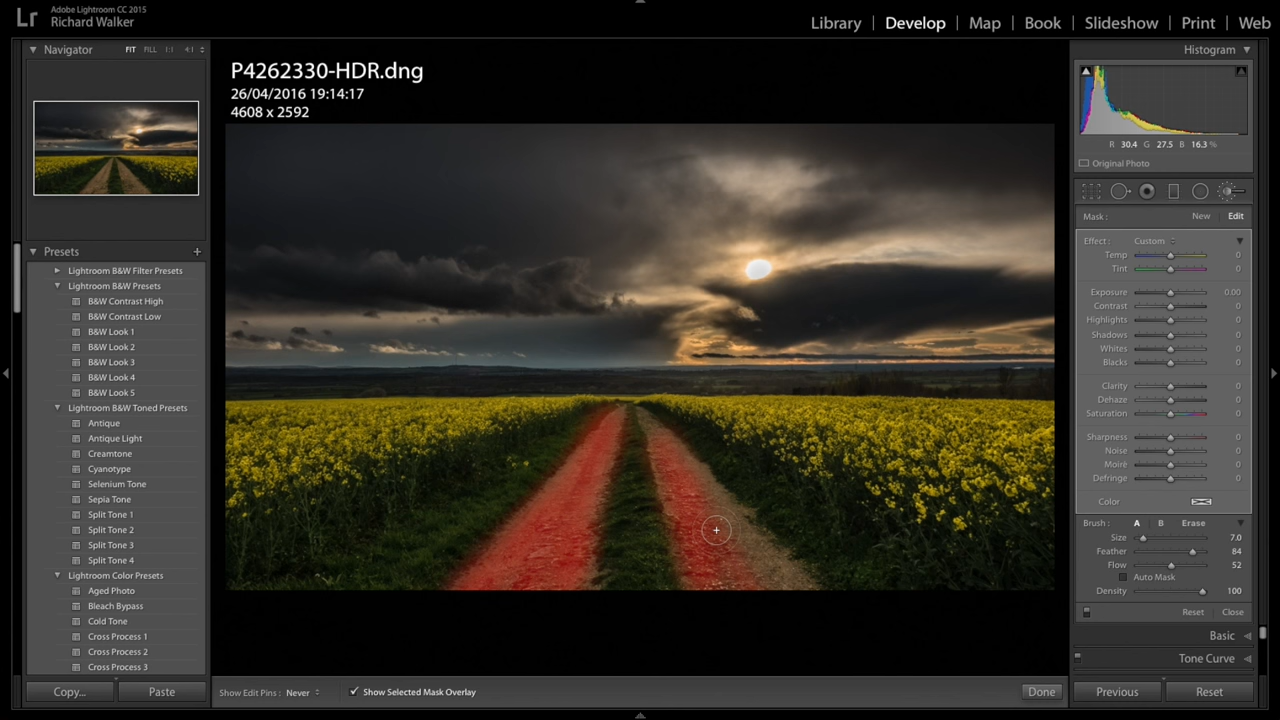 Lr
Adobe Lightroom CC 2015
Richard Walker
Library | Develop | Map | Book | Slideshow | Print | Web
Navigator FIT FILL 1:1 4:1
Presets +
Lightroom B&W Filter Presets
Lightroom B&W Presets
B&W Contrast High
B&W Contrast Low
B&W Look 1
B&W Look 2
B&W Look 3
B&W Look 4
B&W Look 5
Lightroom B&W Toned Presets
Antique
Antique Light
Creamtone
Cyanotype
Selenium Tone
Sepia Tone
Split Tone 1
Split Tone 2
Split Tone 3
Split Tone 4
Lightroom Color Presets
Aged Photo
Bleach Bypass
Cold Tone
Cross Process 1
Cross Process 2
Cross Process 3
Copy... Paste
P4262330-HDR.dng
26/04/2016 19:14:17
4608 x 2592
Show Edit Pins : Never
Show Selected Mask Overlay
Done
Histogram
R 30.4 G 27.5 B 16.3 %
Original Photo
Mask : New Edit
Effect : Custom
Temp 0
Tint 0
Exposure 0.00
Contrast 0
Highlights 0
Shadows 0
Whites 0
Blacks 0
Clarity 0
Dehaze 0
Saturation 0
Sharpness 0
Noise 0
Moire 0
Defringe 0
Color
Brush : A B Erase
Size 7.0
Feather 84
Flow 52
Auto Mask
Density 100
Reset Close
Basic
Tone Curve
Previous Reset